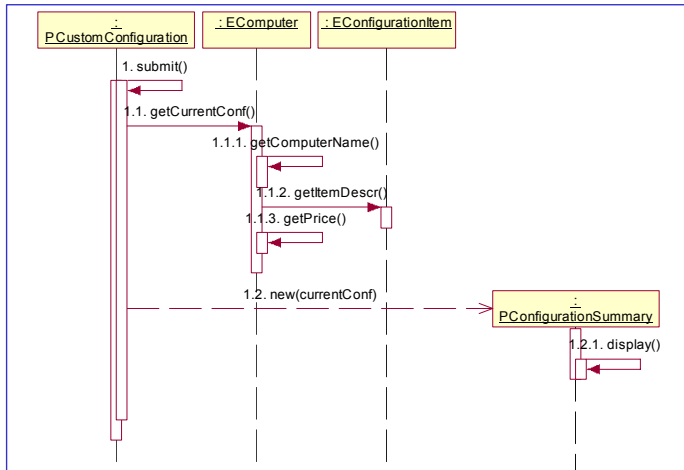 :
PCustomConfiguration
: EComputer
: EConfigurationItem
1. submit()
1.1. getCurrentConf()
1.1.1. getComputerName()
1.1.2. getItemDescr()
1.1.3. getPrice()
1.2. new(currentConf)
:
PConfigurationSummary
1.2.1. display()